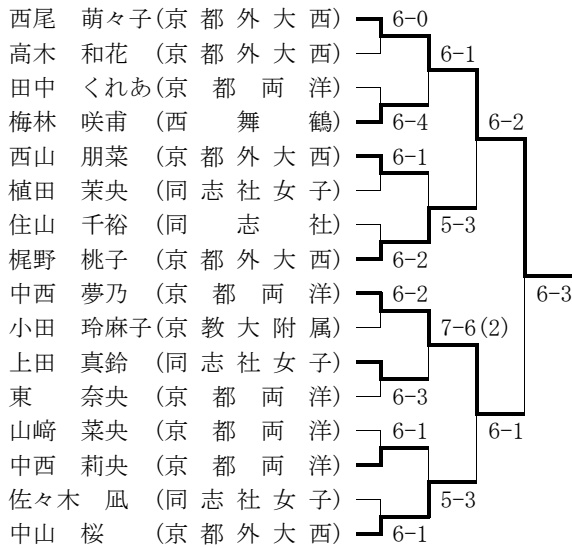 西尾　萌々子(京 都 外 大 西) 6-0
高木　和花　(京 都 外 大 西) 6-1
田中　くれあ(京　都　両　洋)
梅林　咲甫　(西　　舞　　鶴) 6-4 6-2
西山　朋菜　(京 都 外 大 西) 6-1
植田　茉央　(同 志 社 女 子)
住山　千裕　(同　　志　　社) 5-3
梶野　桃子　(京 都 外 大 西) 6-2
中西　夢乃　(京　都　両　洋) 6-2 6-3
小田　玲麻子(京 教 大 附 属) 7-6(2)
上田　真鈴　(同 志 社 女 子)
東　　奈央　(京　都　両　洋) 6-3
山﨑　菜央　(京　都　両　洋) 6-1 6-1
中西　莉央　(京　都　両　洋)
佐々木　凪　(同 志 社 女 子) 5-3
中山　桜　　(京 都 外 大 西) 6-1